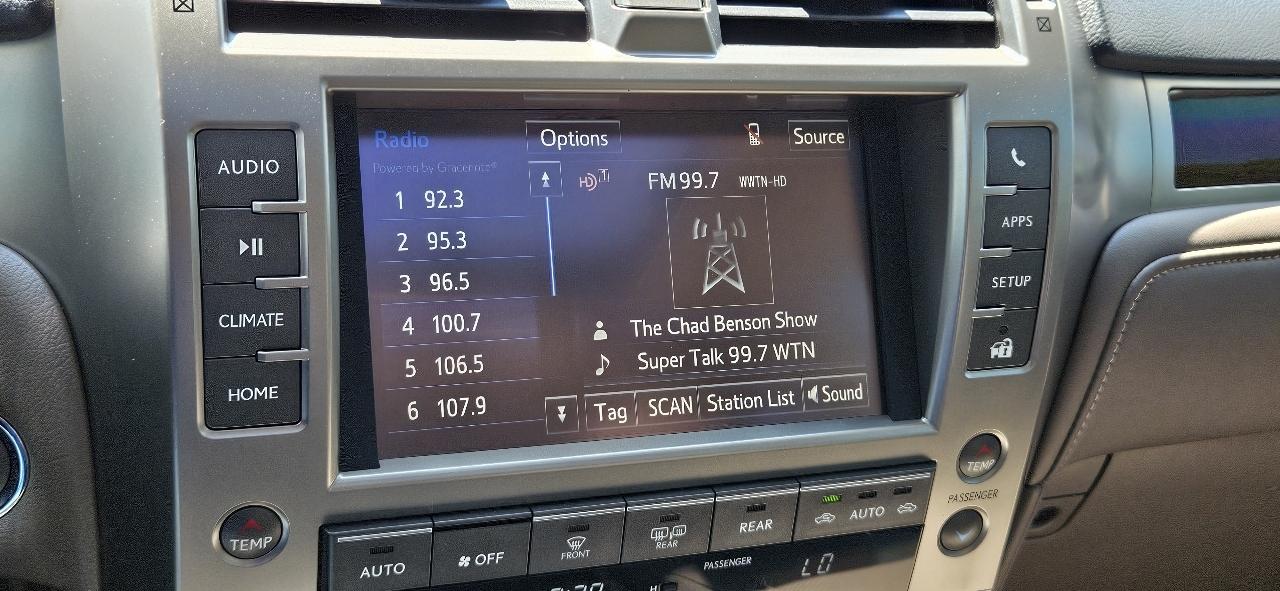 Radio
Options
Source
Powered by Gracenote®
FM 99.7 WWTN-HD
1 92.3
2 95.3
3 96.5
4 100.7
5 106.5
6 107.9
The Chad Benson Show
Super Talk 99.7 WTN
Tag
SCAN
Station List
Sound
AUDIO
CLIMATE
HOME
APPS
SETUP
TEMP
TEMP
PASSENGER
AUTO
OFF
FRONT
REAR
REAR
AUTO
PASSENGER
LO